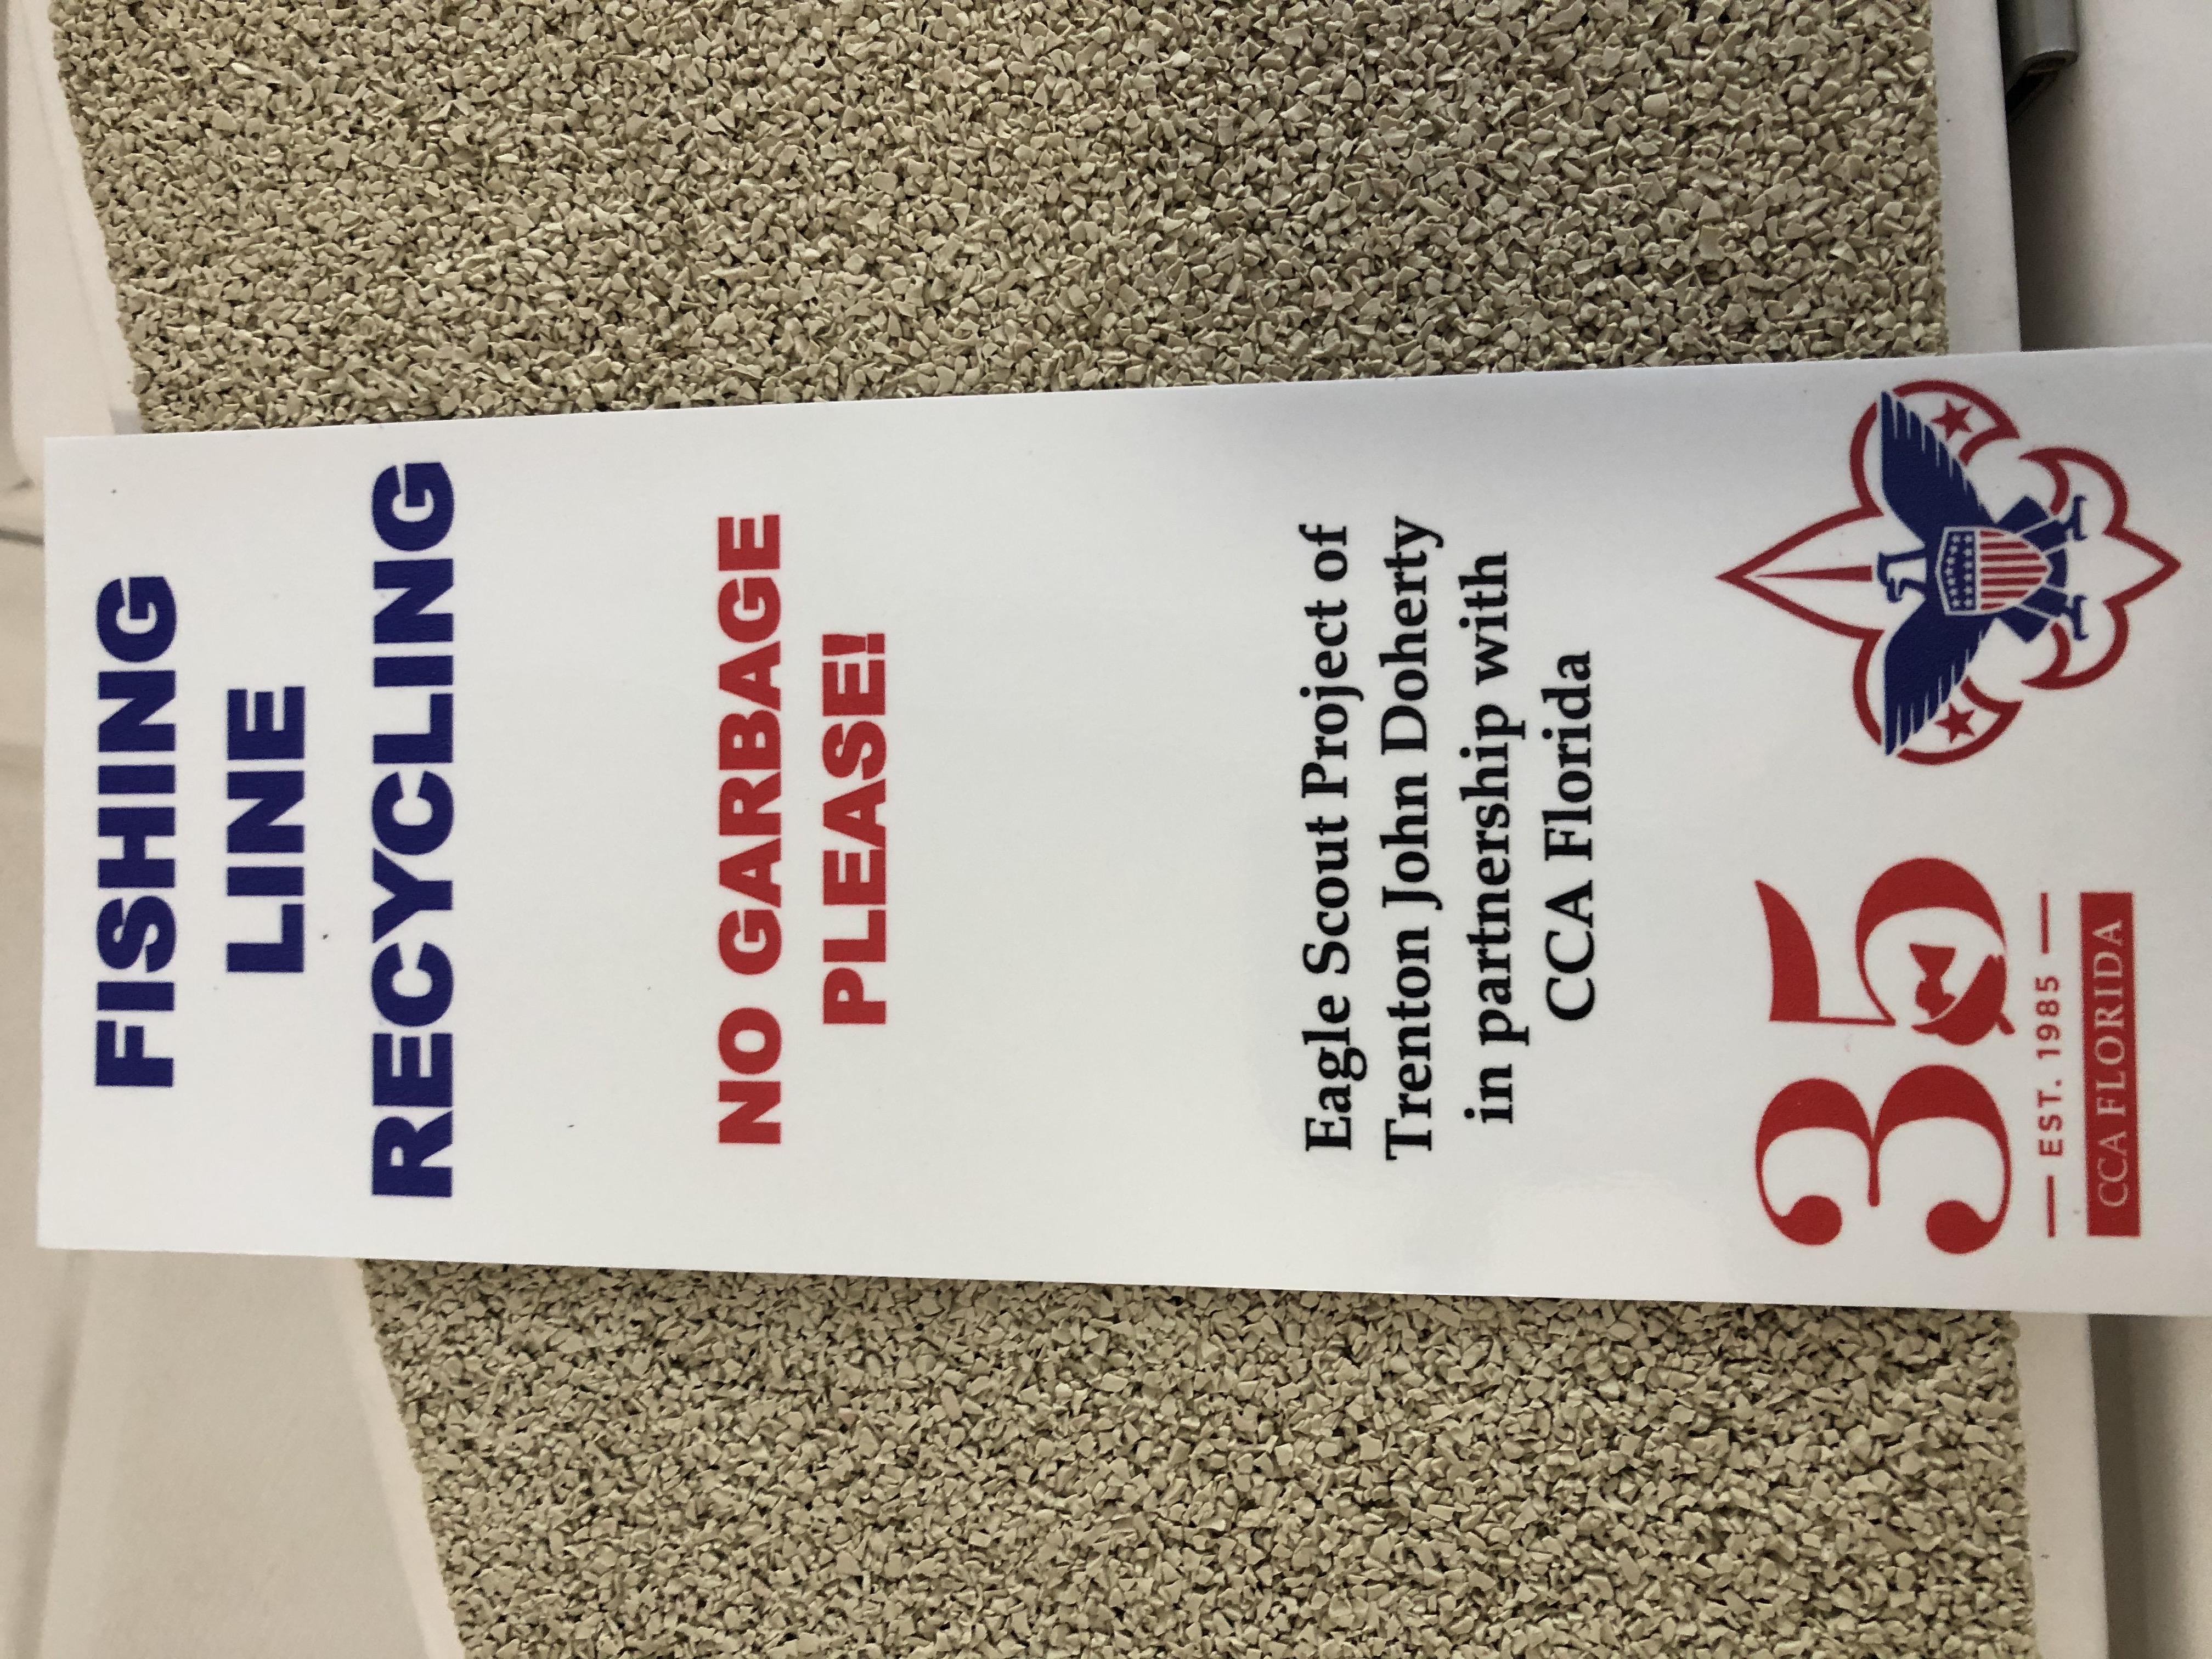 FISHING
LINE
RECYCLING
NO GARBAGE
PLEASE!
Eagle Scout Project of
Trenton John Doherty
in partnership with
CCA Florida
35
EST. 1985
CCA FLORIDA